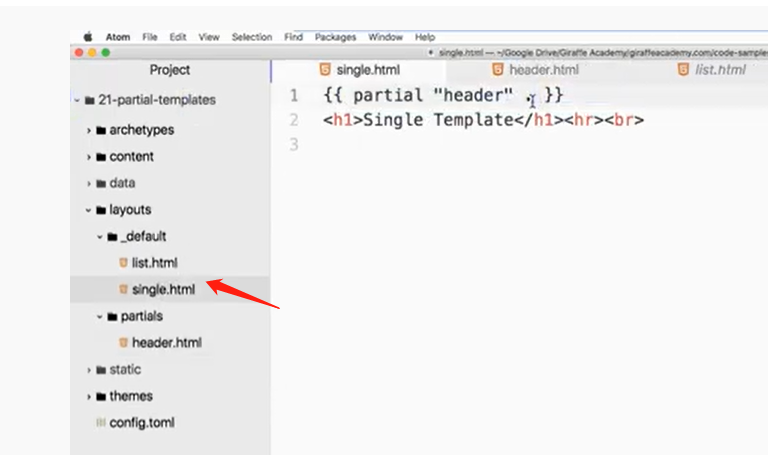 Atom File Edit View Selection Find Packages Window Help
single.html — ~/Google Drive/Giraffe Academy/giraffeacademy.com/code-sample
Project
single.html
header.html
list.html
21-partial-templates
archetypes
content
data
layouts
_default
list.html
single.html
partials
header.html
static
themes
config.toml
1 {{ partial "header" . }}
2 <h1>Single Template</h1><hr><br>
3